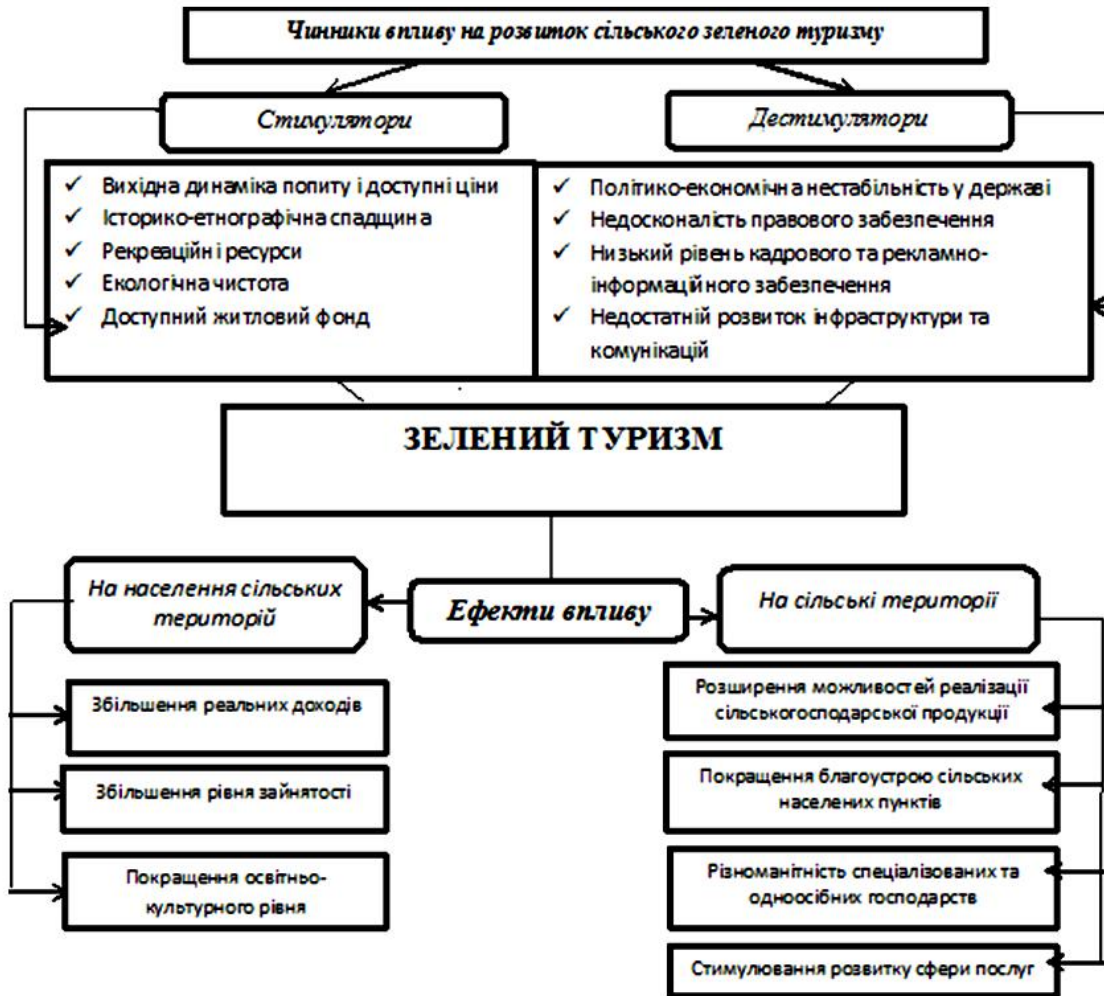 Чинники впливу на розвиток сільського зеленого туризму
Стимулятори
Дестимулятори
✓ Вихідна динаміка попиту і доступні ціни
✓ Історико-етнографічна спадщина
✓ Рекреаційні ресурси
✓ Екологічна чистота
✓ Доступний житловий фонд
✓ Політико-економічна нестабільність у державі
✓ Недосконалість правового забезпечення
✓ Низький рівень кадрового та рекламно-
інформаційного забезпечення
✓ Недостатній розвиток інфраструктури та
комунікацій
ЗЕЛЕНИЙ ТУРИЗМ
Ефекти впливу
На населення сільських
територій
Збільшення реальних доходів
Збільшення рівня зайнятості
Покращення освітньо-
культурного рівня
На сільські території
Розширення можливостей реалізації
сільськогосподарської продукції
Покращення благоустрою сільських
населених пунктів
Різноманітність спеціалізованих та
одноосібних господарств
Стимулювання розвитку сфери послуг